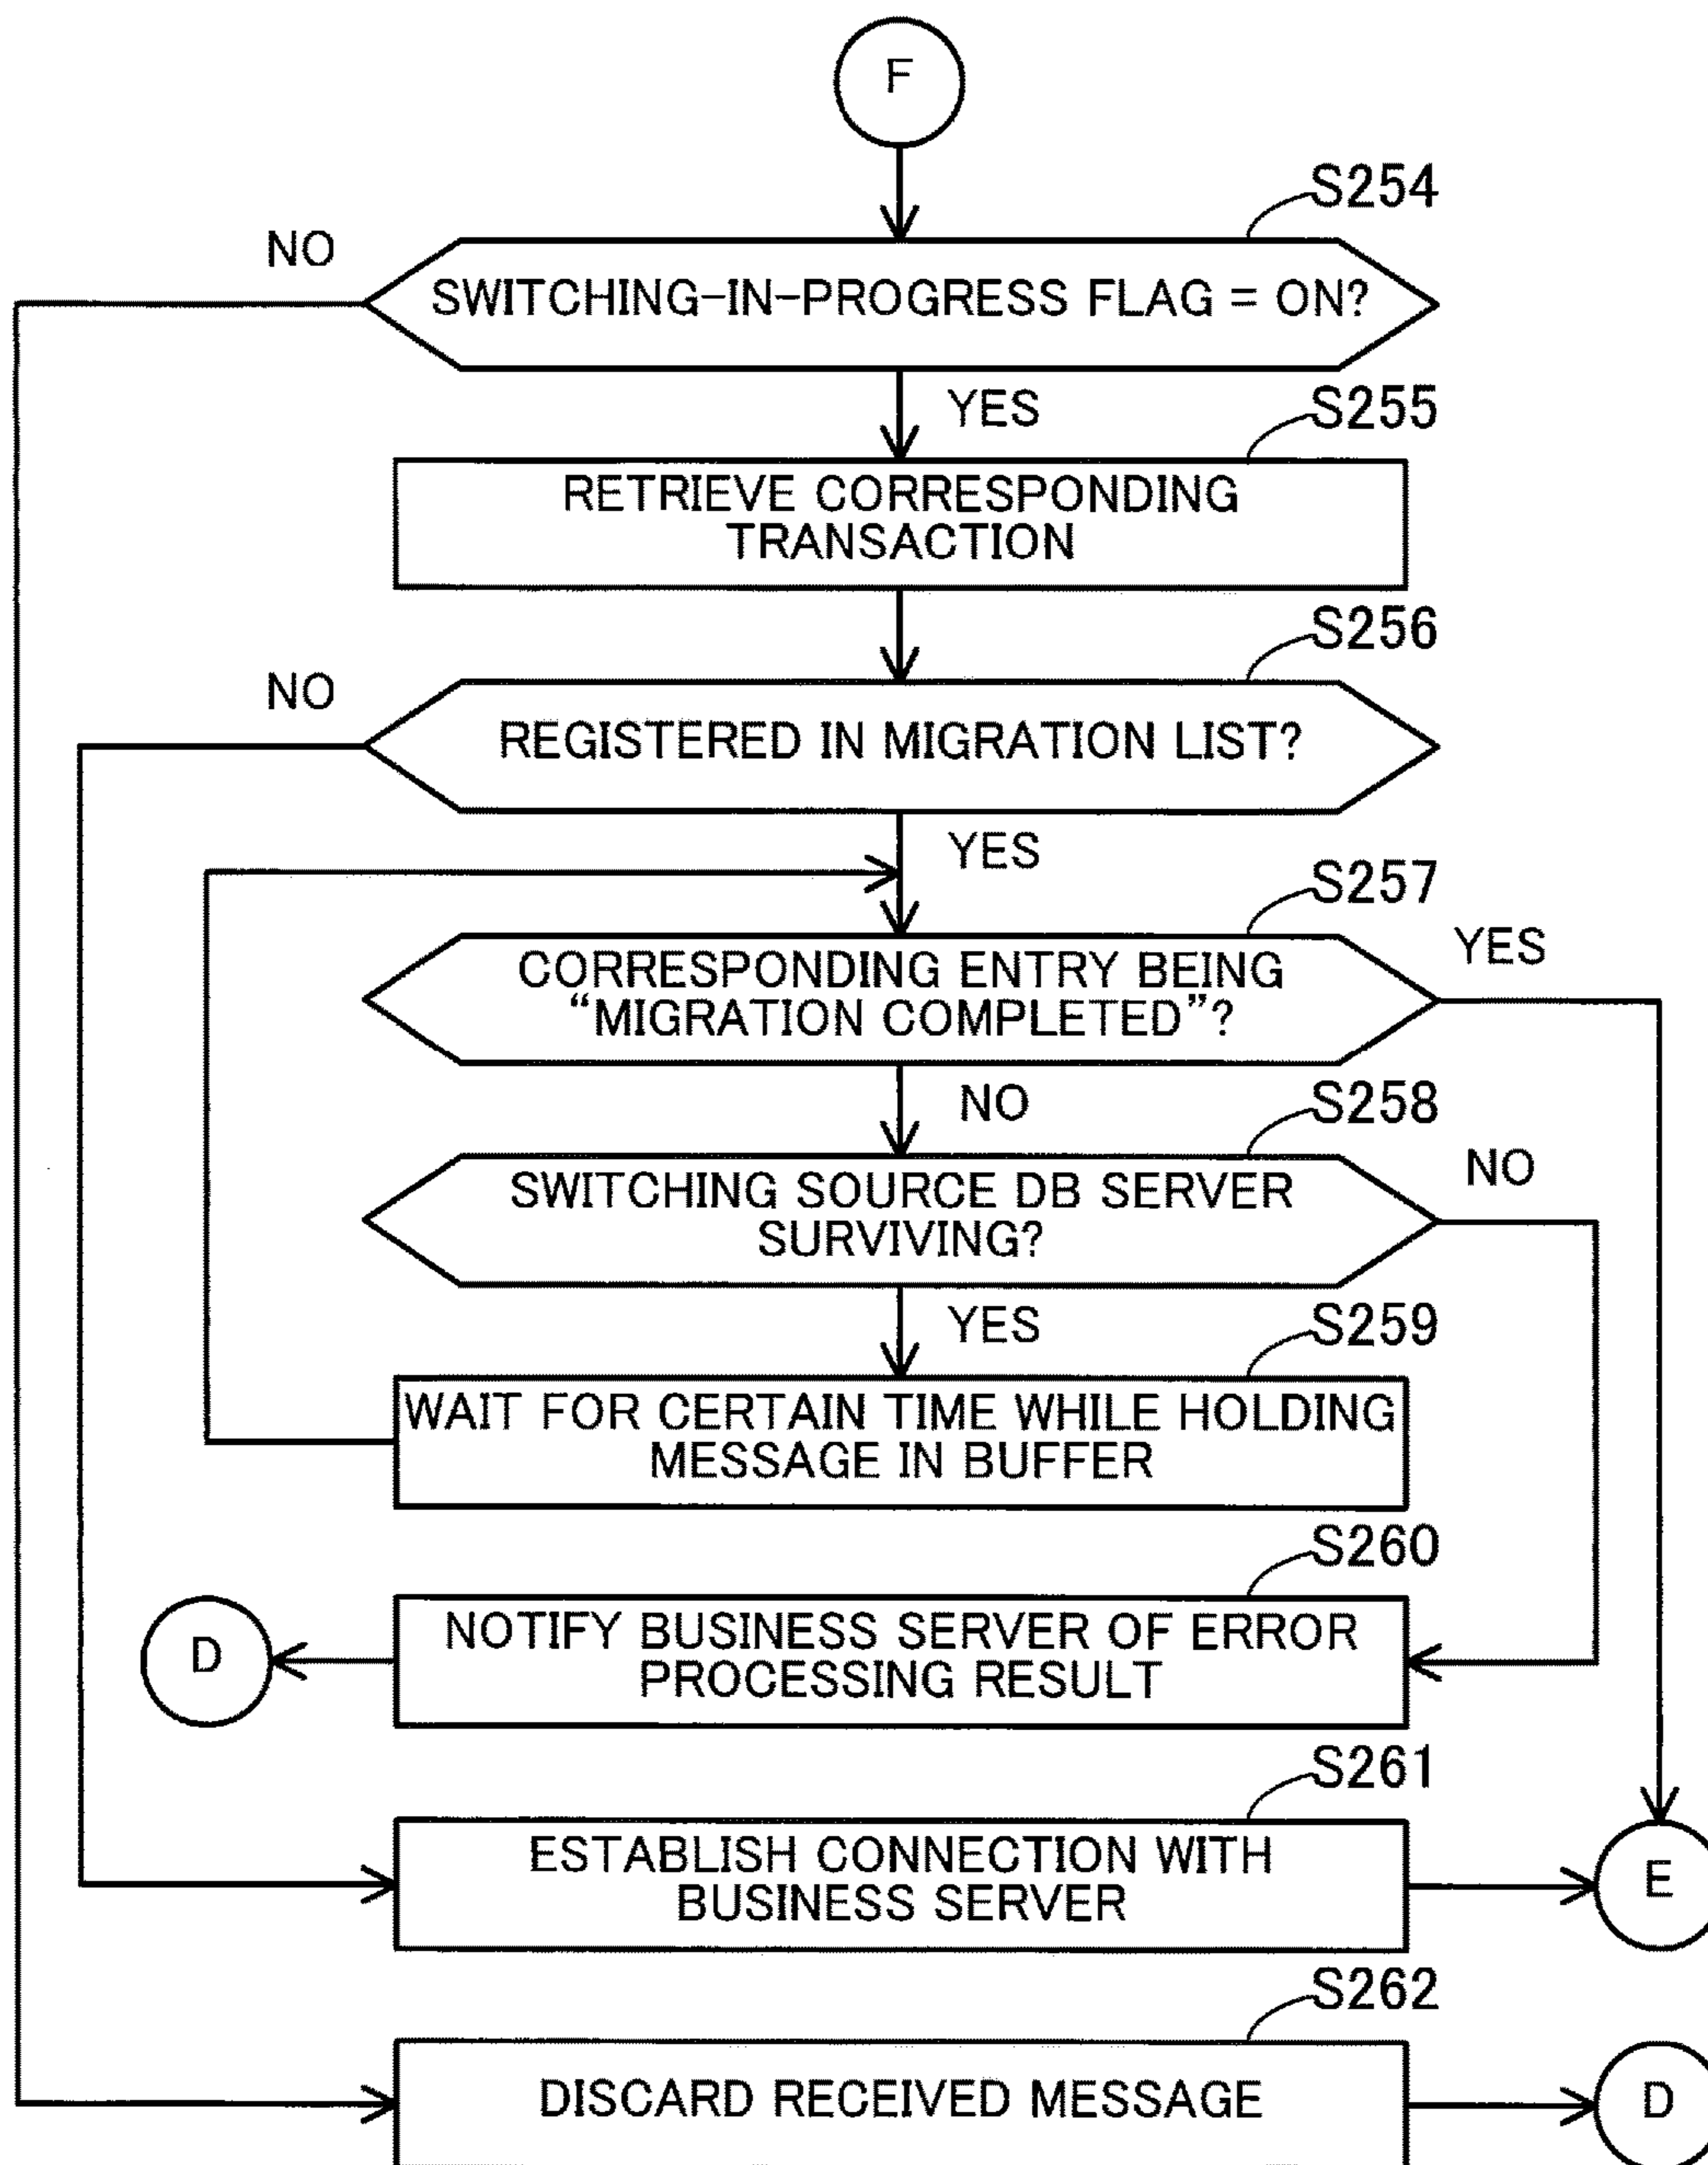 F
S254
NO
SWITCHING-IN-PROGRESS FLAG = ON?
YES
S255
RETRIEVE CORRESPONDING
TRANSACTION
S256
NO
REGISTERED IN MIGRATION LIST?
YES
S257
YES
CORRESPONDING ENTRY BEING
“MIGRATION COMPLETED”?
NO
S258
NO
SWITCHING SOURCE DB SERVER
SURVIVING?
YES
S259
WAIT FOR CERTAIN TIME WHILE HOLDING
MESSAGE IN BUFFER
S260
D
NOTIFY BUSINESS SERVER OF ERROR
PROCESSING RESULT
S261
ESTABLISH CONNECTION WITH
BUSINESS SERVER
E
S262
DISCARD RECEIVED MESSAGE
D